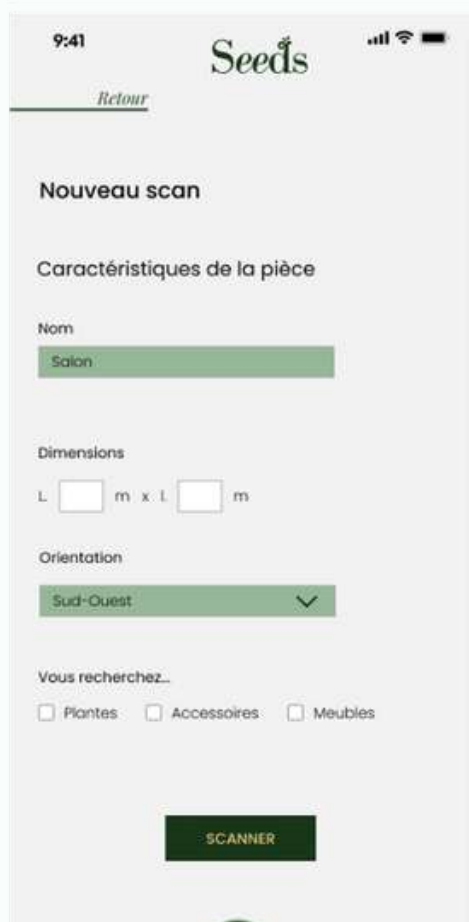 9:41
Seeds
Retour
Nouveau scan
Caractéristiques de la pièce
Nom
Salon
Dimensions
L m x l m
Orientation
Sud-Ouest
Vous recherchez...
Plantes Accessoires Meubles
SCANNER